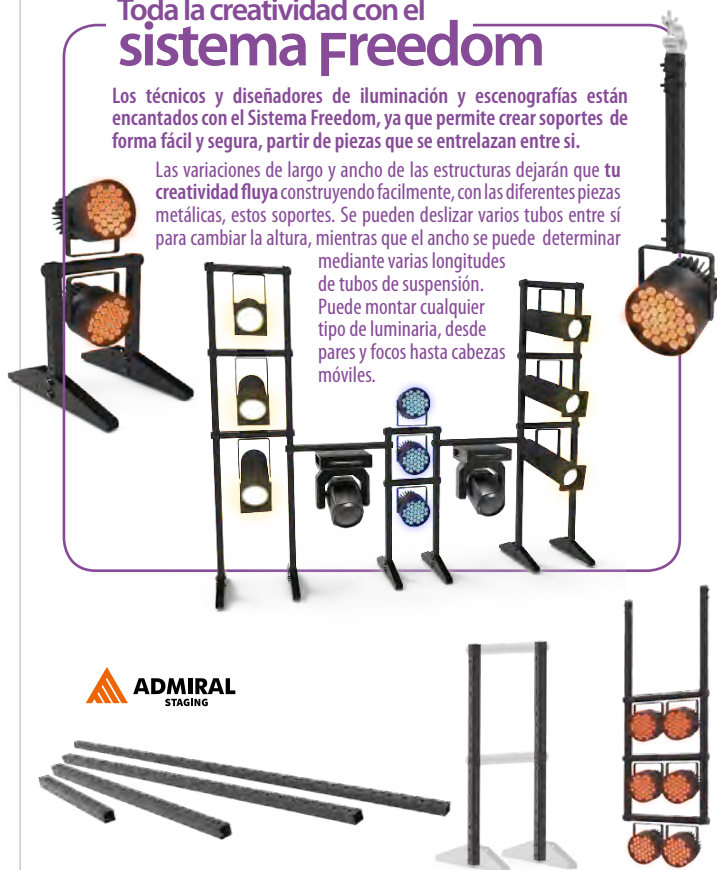 Toda la creatividad con el
sistema Freedom
Los técnicos y diseñadores de iluminación y escenografías están
encantados con el Sistema Freedom, ya que permite crear soportes de
forma fácil y segura, partir de piezas que se entrelazan entre si.
Las variaciones de largo y ancho de las estructuras dejarán que tu
creatividad fluya construyendo facilmente, con las diferentes piezas
metálicas, estos soportes. Se pueden deslizar varios tubos entre sí
para cambiar la altura, mientras que el ancho se puede determinar
mediante varias longitudes
de tubos de suspensión.
Puede montar cualquier
tipo de luminaria, desde
pares y focos hasta cabezas
móviles.
ADMIRAL
STAGING